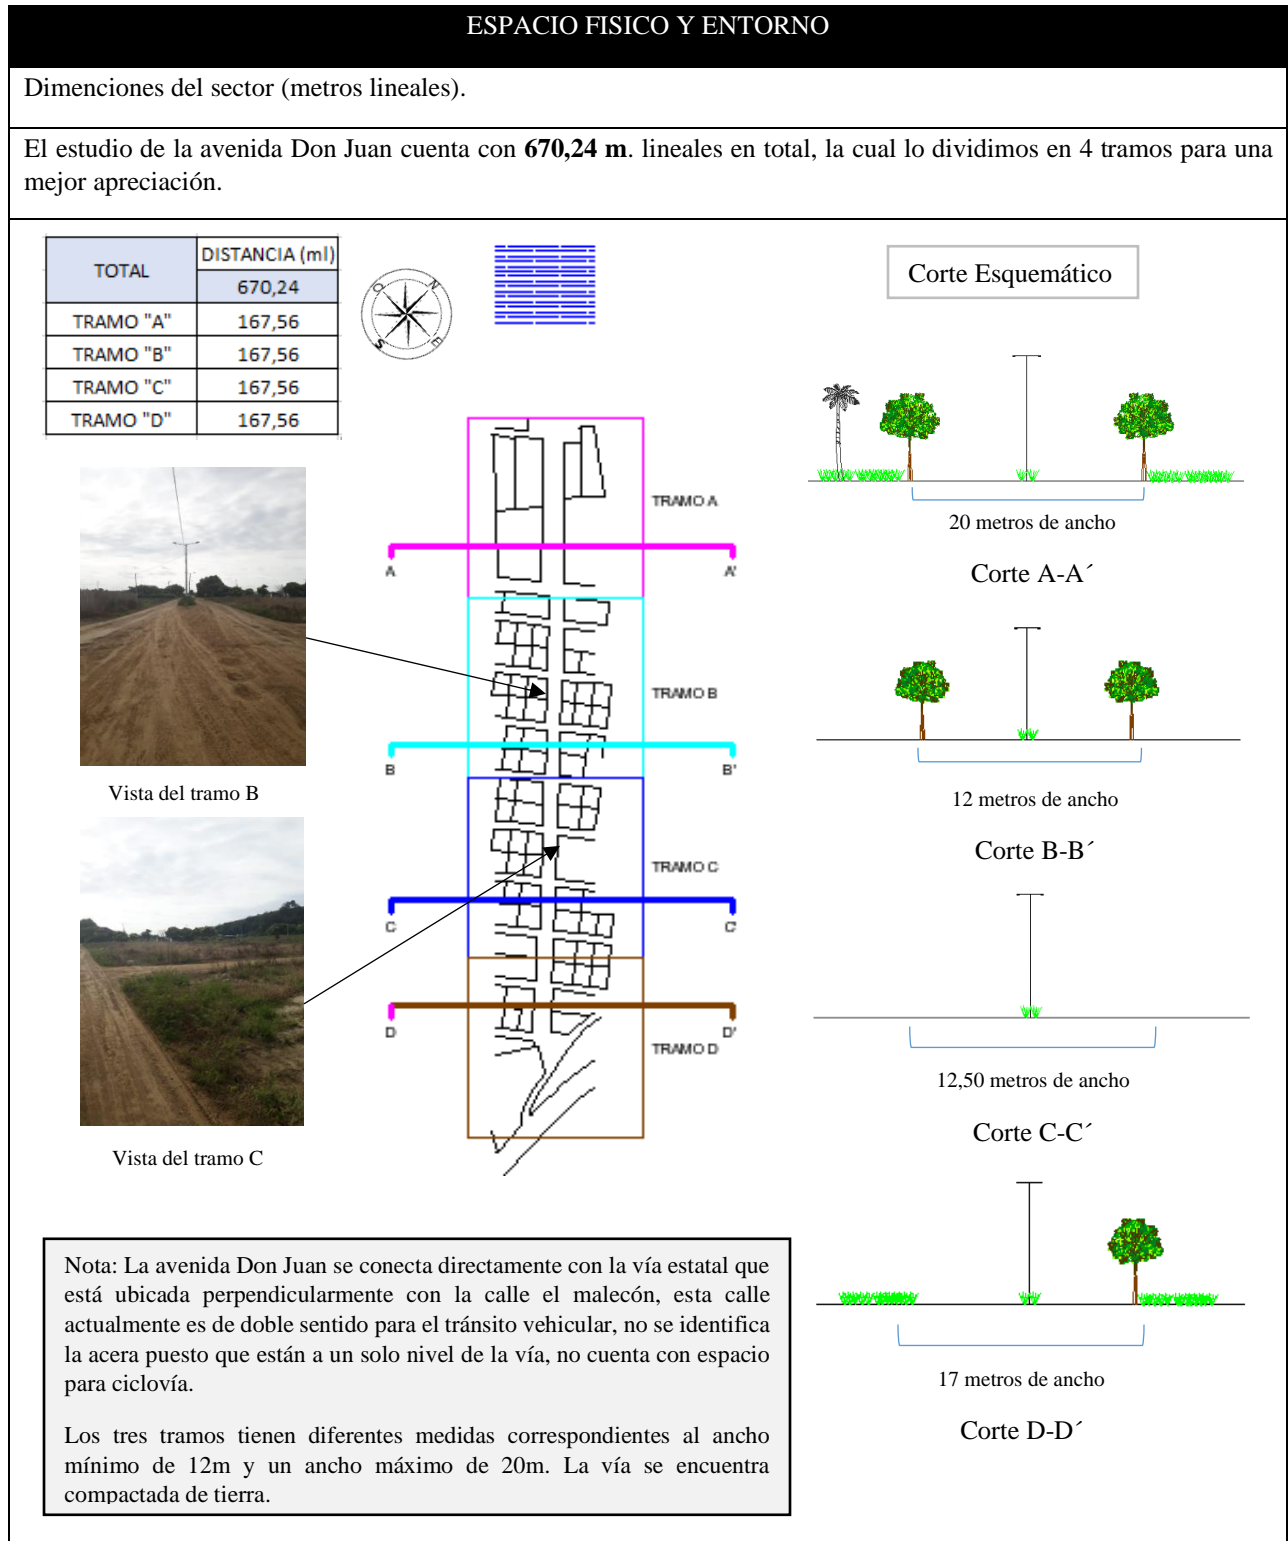 ESPACIO FISICO Y ENTORNO
Dimenciones del sector (metros lineales).
El estudio de la avenida Don Juan cuenta con 670,24 m. lineales en total, la cual lo dividimos en 4 tramos para una
mejor apreciación.
TOTAL
DISTANCIA (ml)
670,24
TRAMO "A" 167,56
TRAMO "B" 167,56
TRAMO "C" 167,56
TRAMO "D" 167,56
O N
S E
Vista del tramo B
Vista del tramo C
TRAMO A
A A'
TRAMO B
B B'
TRAMO C
C C'
D D'
TRAMO D
Corte Esquemático
20 metros de ancho
Corte A-A´
12 metros de ancho
Corte B-B´
12,50 metros de ancho
Corte C-C´
17 metros de ancho
Corte D-D´
Nota: La avenida Don Juan se conecta directamente con la vía estatal que
está ubicada perpendicularmente con la calle el malecón, esta calle
actualmente es de doble sentido para el tránsito vehicular, no se identifica
la acera puesto que están a un solo nivel de la vía, no cuenta con espacio
para ciclovía.
Los tres tramos tienen diferentes medidas correspondientes al ancho
mínimo de 12m y un ancho máximo de 20m. La vía se encuentra
compactada de tierra.